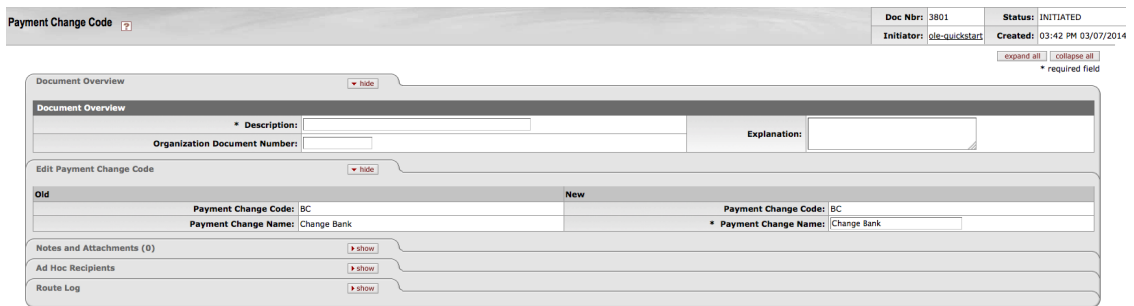 Payment Change Code ?
Doc Nbr: 3801 Status: INITIATED
Initiator: ole-quickstart Created: 03:42 PM 03/07/2014
expand all collapse all
* required field
Document Overview hide
Document Overview
* Description: Explanation:
Organization Document Number:
Edit Payment Change Code hide
Old New
Payment Change Code: BC Payment Change Code: BC
Payment Change Name: Change Bank * Payment Change Name: Change Bank
Notes and Attachments (0) show
Ad Hoc Recipients show
Route Log show